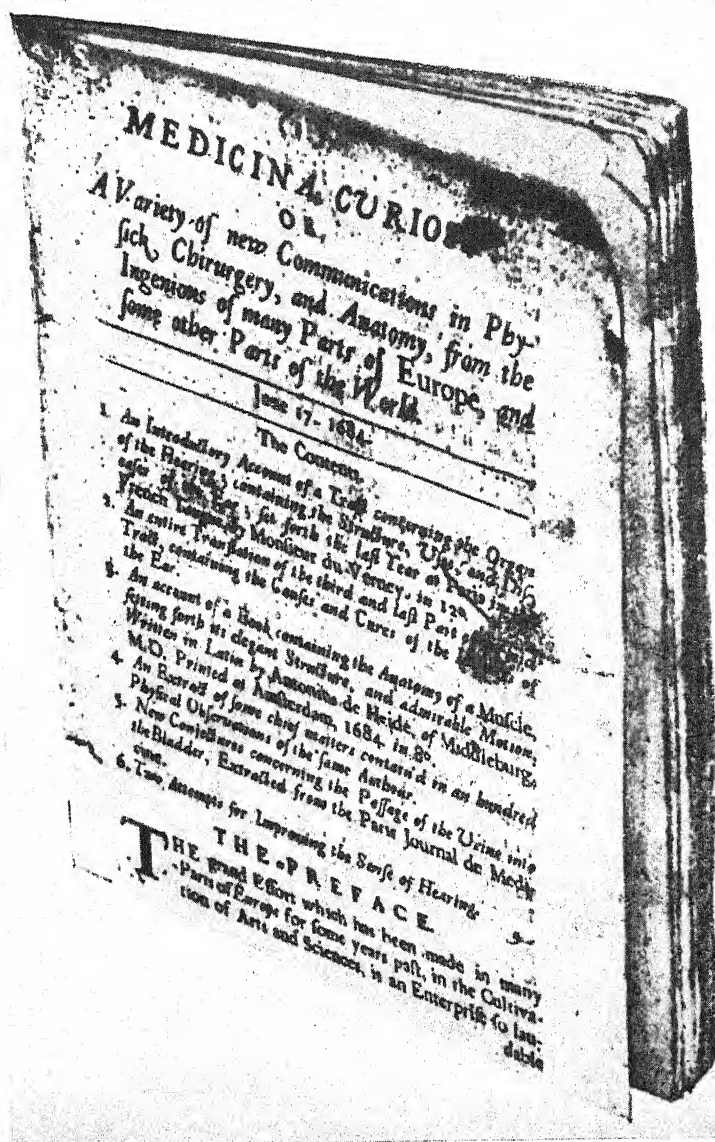 (1)
MEDICINA CURIO
OR,
A Variety of new Communications in Phy-
ſick, Chirurgery, and Anatomy, from the
Ingenious of many Parts of Europe, and
ſome other Parts of the World.
June 17. 1684.
The Contents.
1. An Introductory Account of a Tract concerning the Organ
of the Hearing; containing the Structure, Uſes and Diſ-
eaſes of the Ear; ſet forth the laſt Year at Paris in
French by Monſieur du Verney. in 120
2. An entire Tranſlation of the third and laſt Part of
Tract, containing the Cauſes and Cures of the of
the Ear.
3. An account of a Book containing the Anatomy of a Muſcle,
ſetting forth its elegant Structure, and admirable Motion,
Written in Latin by Antonius de Heide, of Middleburg,
M.D. Printed at Amſterdam, 1684. in 8º.
4. An Extract of ſome chief matters contain'd in an hundred
Phyſical Obſervations of the ſame Authour.
5. New Conjectures concerning the Paſſage of the Urine into
the Bladder, Extracted from the Paris Journal de Medi-
cine.
6. Two Attempts for Improving the Senſe of Hearing.
THE PREFACE.
THE grand Effort which has been made in many
Parts of Europe for ſome years paſt, in the Cultiva-
tion of Arts and Sciences, is an Enterpriſe ſo lau-
dable